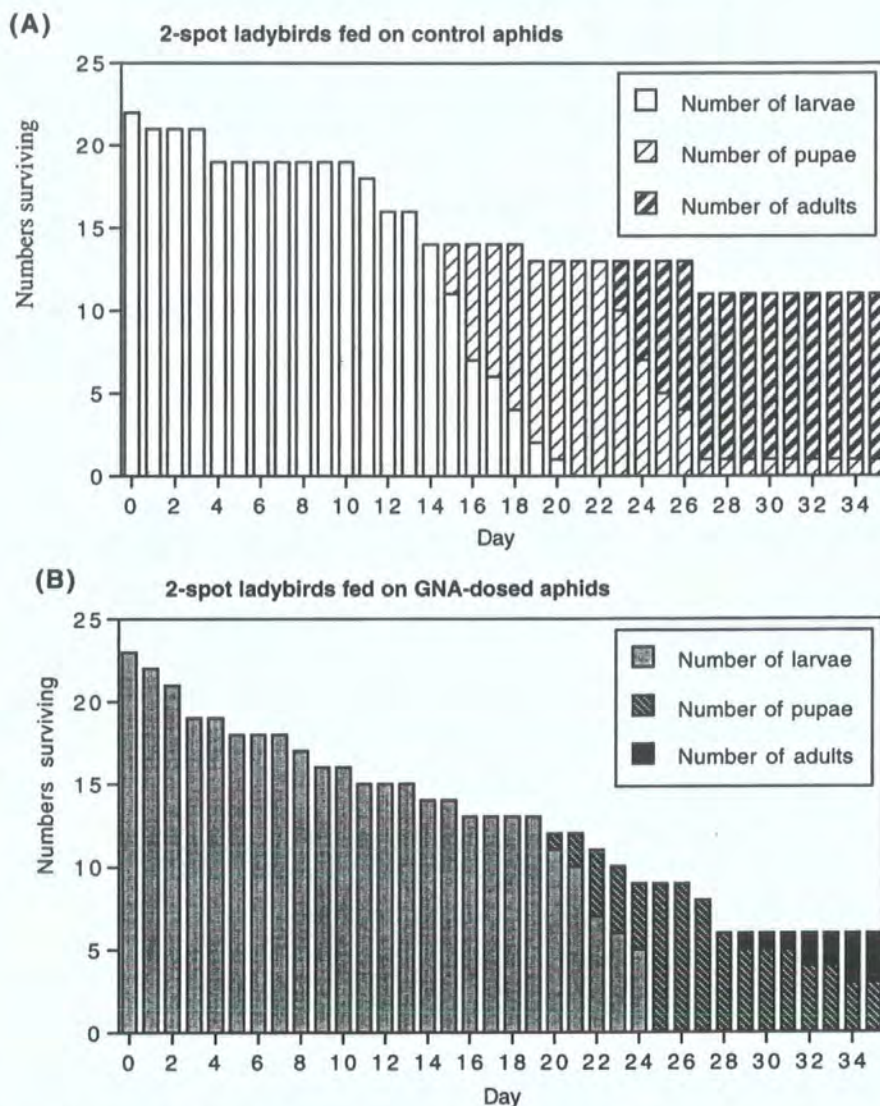 (A)
2-spot ladybirds fed on control aphids
25
20
15
10
5
0
Numbers surviving
Number of larvae
Number of pupae
Number of adults
0 2 4 6 8 10 12 14 16 18 20 22 24 26 28 30 32 34
Day
(B)
2-spot ladybirds fed on GNA-dosed aphids
25
20
15
10
5
0
Numbers surviving
Number of larvae
Number of pupae
Number of adults
0 2 4 6 8 10 12 14 16 18 20 22 24 26 28 30 32 34
Day